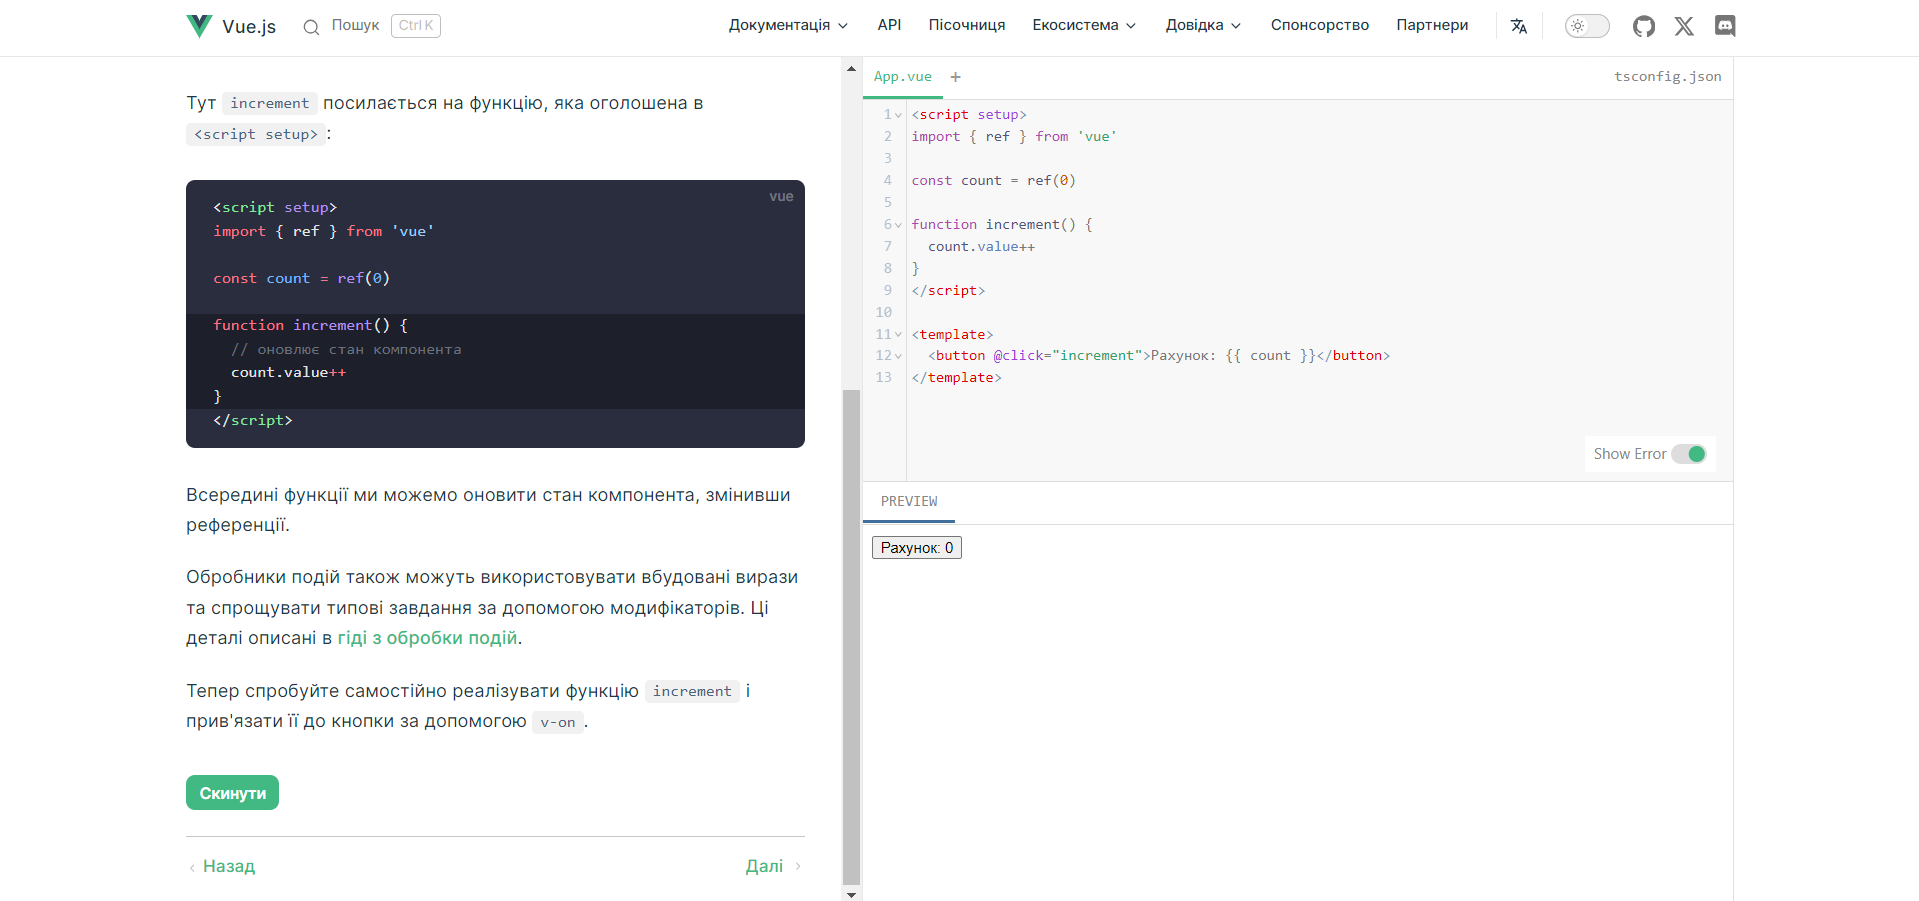 Vue.js Пошук Ctrl K Документація API Пісочниця Екосистема Довідка Спонсорство Партнери
Тут increment посилається на функцію, яка оголошена в
<script setup>:
vue
<script setup>
import { ref } from 'vue'
const count = ref(0)
function increment() {
// оновлює стан компонента
count.value++
}
</script>
Всередині функції ми можемо оновити стан компонента, змінивши
референції.
Обробники подій також можуть використовувати вбудовані вирази
та спрощувати типові завдання за допомогою модифікаторів. Ці
деталі описані в гіді з обробки подій.
Тепер спробуйте самостійно реалізувати функцію increment і
прив'язати її до кнопки за допомогою v-on.
Скинути
‹ Назад Далі ›
App.vue + tsconfig.json
1 <script setup>
2 import { ref } from 'vue'
3
4 const count = ref(0)
5
6 function increment() {
7 count.value++
8 }
9 </script>
10
11 <template>
12 <button @click="increment">Рахунок: {{ count }}</button>
13 </template>
Show Error
PREVIEW
Рахунок: 0